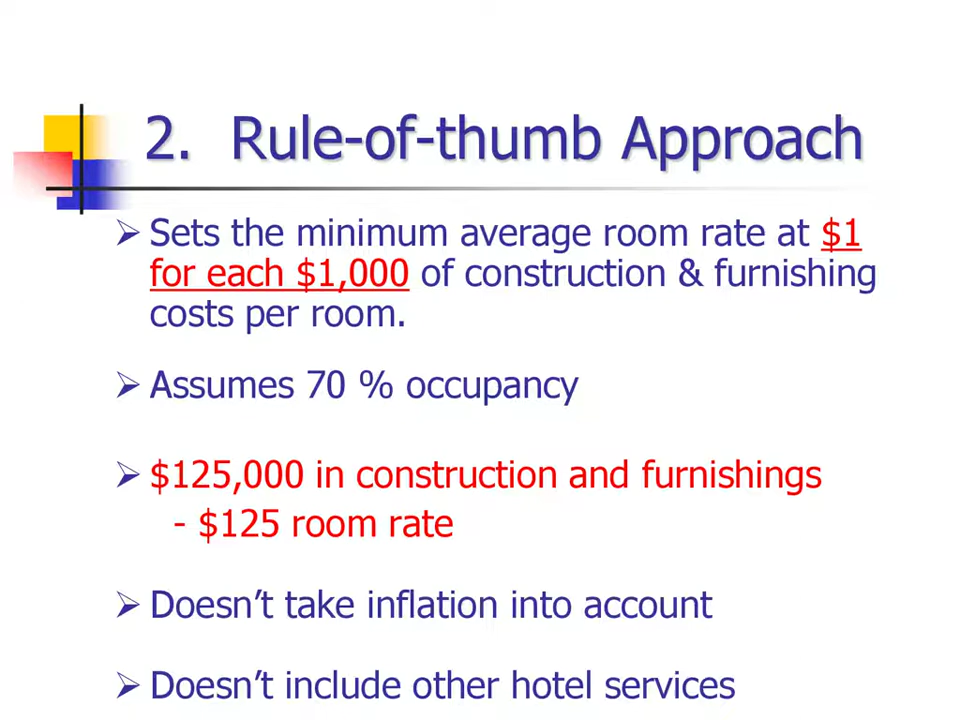 2. Rule-of-thumb Approach
Sets the minimum average room rate at $1
for each $1,000 of construction & furnishing
costs per room.
Assumes 70 % occupancy
$125,000 in construction and furnishings
- $125 room rate
Doesn’t take inflation into account
Doesn’t include other hotel services